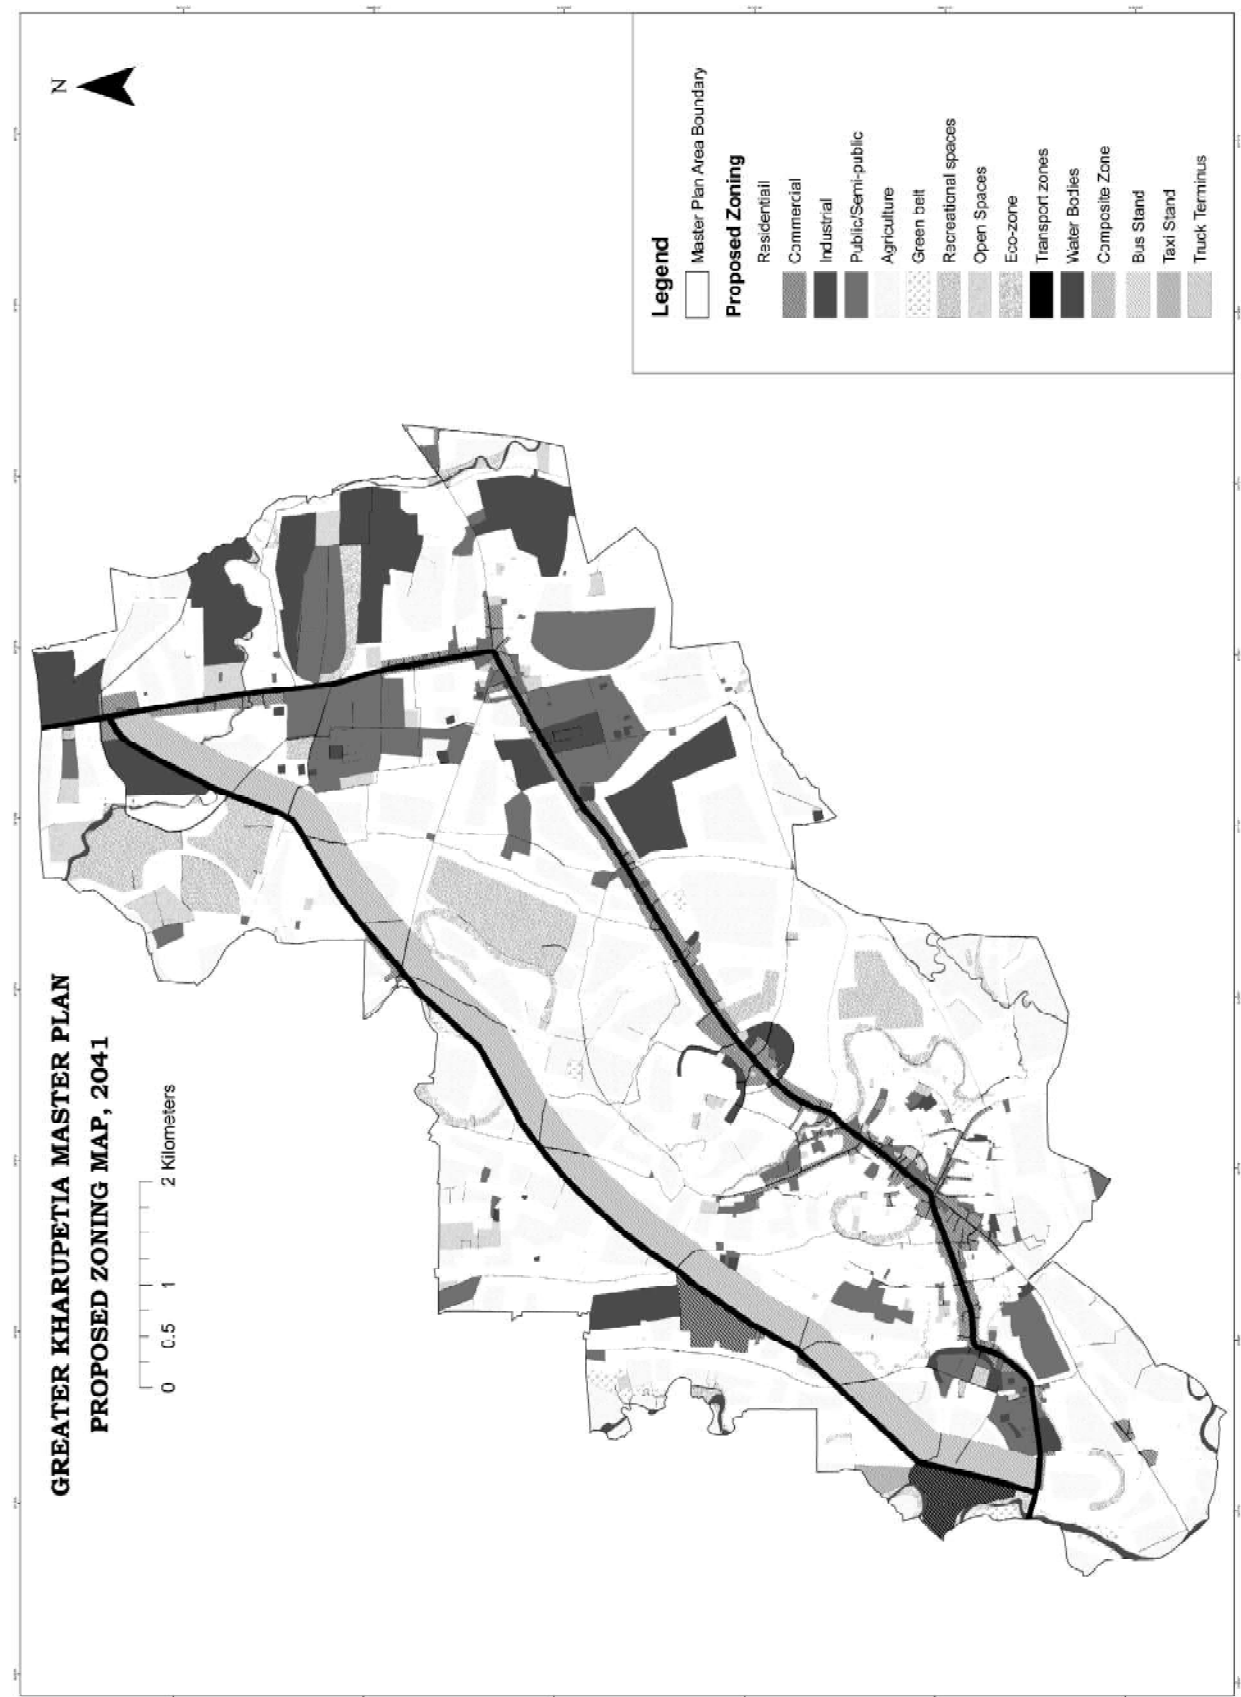 GREATER KHARUPETIA MASTER PLAN
PROPOSED ZONING MAP, 2041
0 0.5 1 2 Kilometers
N
Legend
Master Plan Area Boundary
Proposed Zoning
Residentail
Commercial
Industrial
Public/Semi-public
Agriculture
Green belt
Recreational spaces
Open Spaces
Eco-zone
Transport zones
Water Bodies
Composite Zone
Bus Stand
Taxi Stand
Truck Terminus